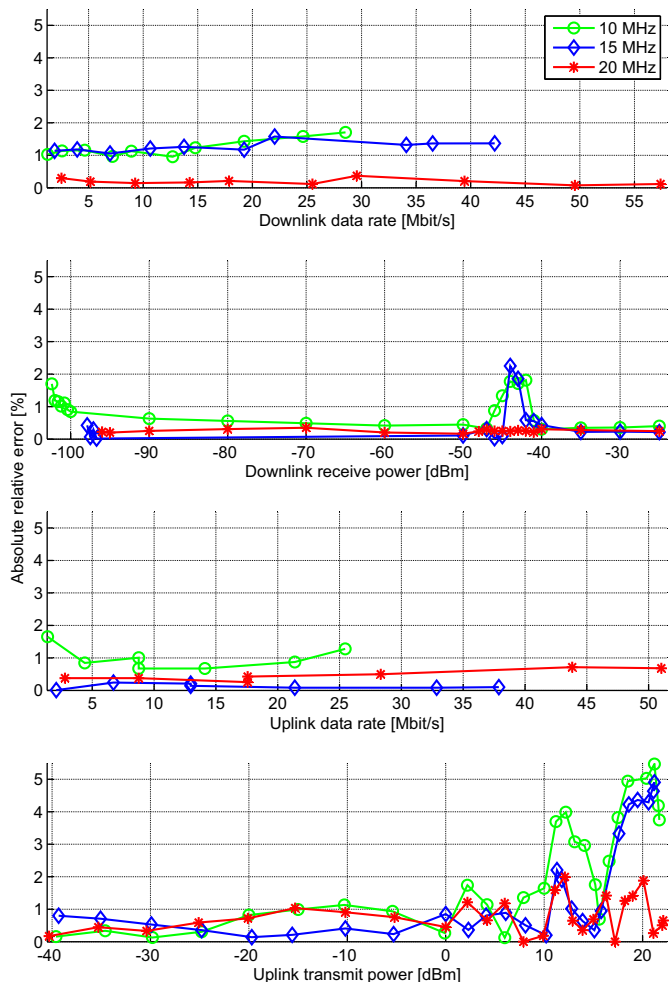 5
4
3
2
1
0
10 MHz
15 MHz
20 MHz
5 10 15 20 25 30 35 40 45 50 55
Downlink data rate [Mbit/s]
5
4
3
2
1
0
-100 -90 -80 -70 -60 -50 -40 -30
Downlink receive power [dBm]
Absolute relative error [%]
5
4
3
2
1
0
5 10 15 20 25 30 35 40 45 50
Uplink data rate [Mbit/s]
5
4
3
2
1
0
-40 -30 -20 -10 0 10 20
Uplink transmit power [dBm]